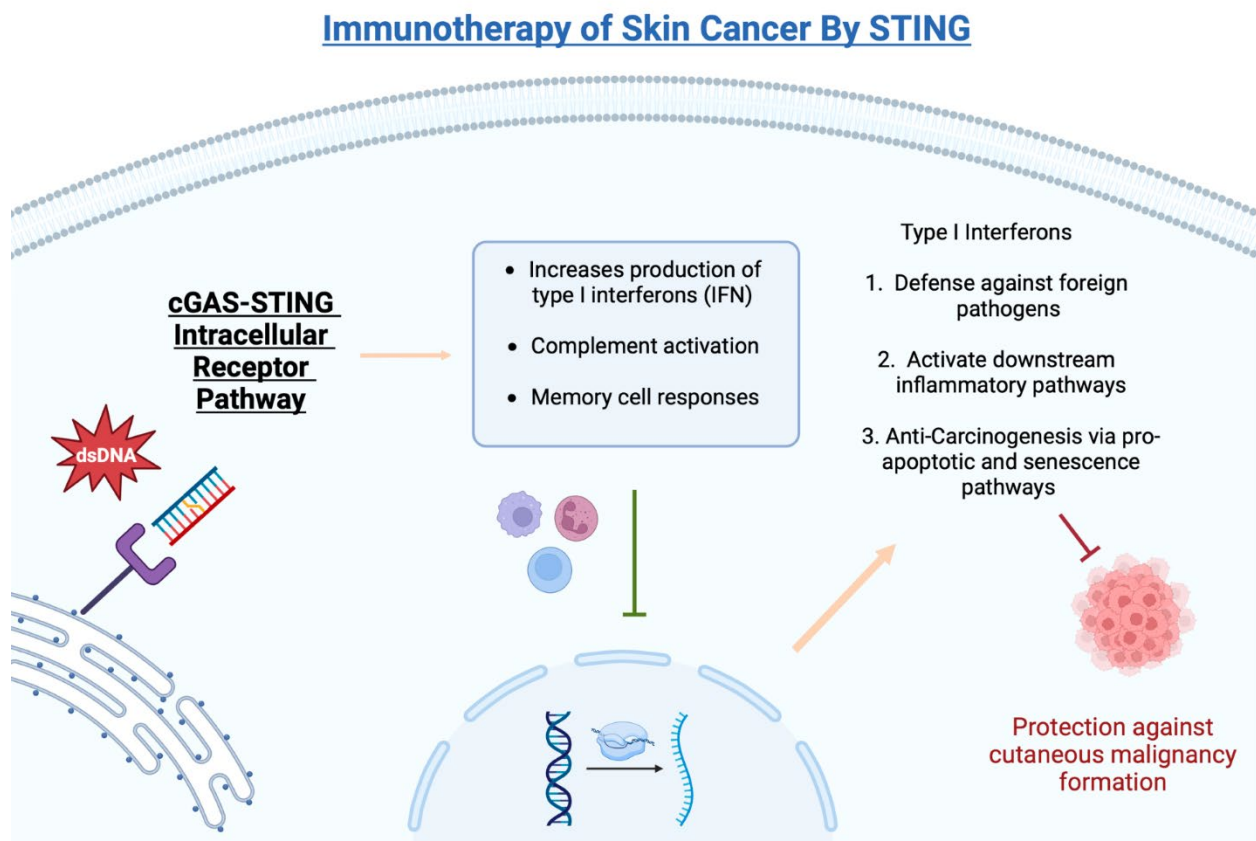 Immunotherapy of Skin Cancer By STING
cGAS-STING
Intracellular
Receptor
Pathway
dsDNA
• Increases production of
type I interferons (IFN)
• Complement activation
• Memory cell responses
Type I Interferons
1. Defense against foreign
pathogens
2. Activate downstream
inflammatory pathways
3. Anti-Carcinogenesis via pro-
apoptotic and senescence
pathways
Protection against
cutaneous malignancy
formation